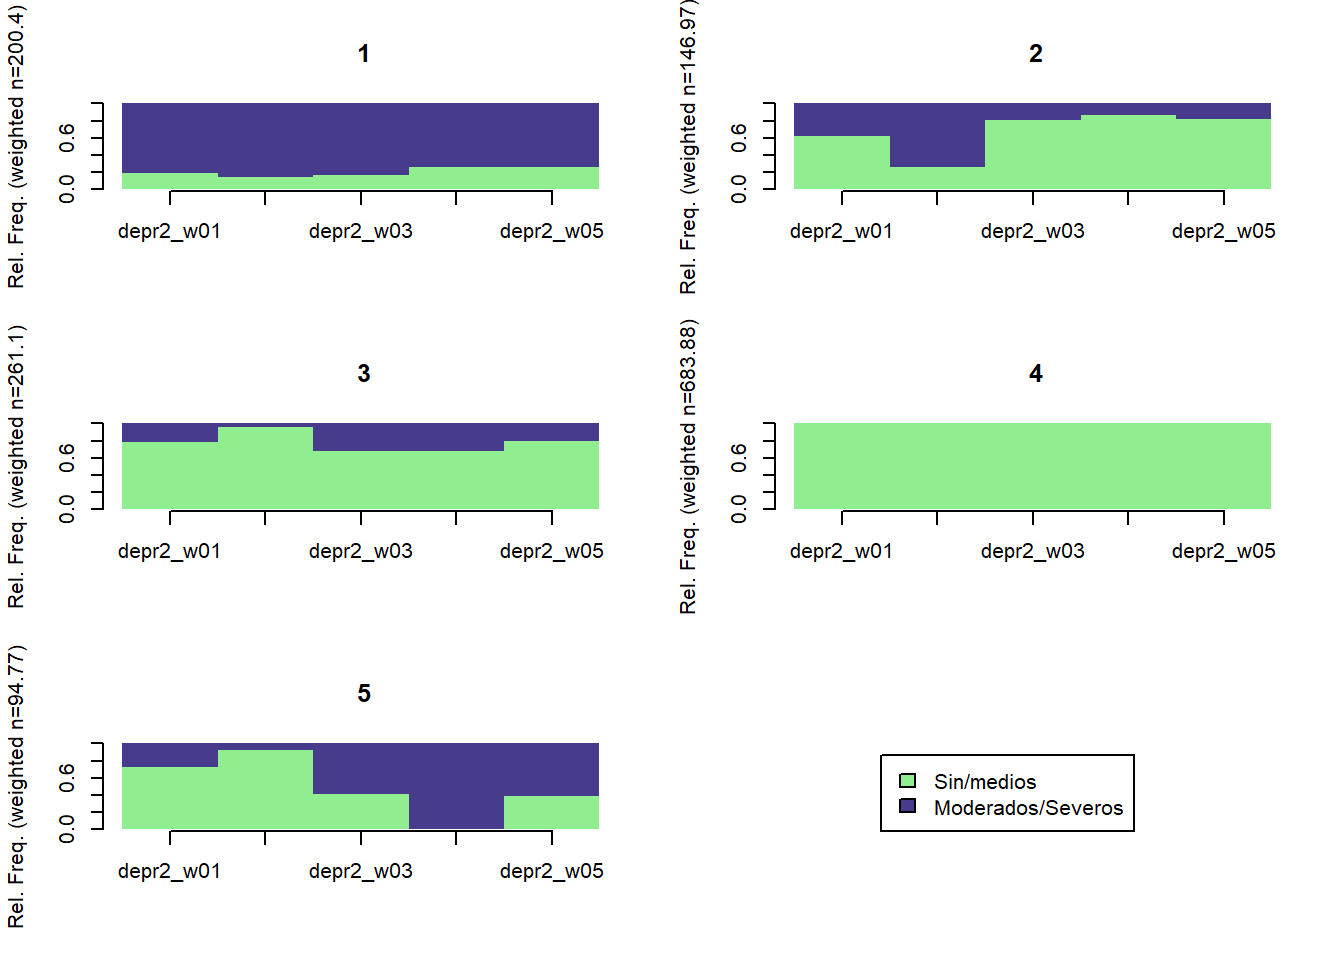 1
Rel. Freq. (weighted n=200.4)
0.0 0.6
depr2_w01 depr2_w03 depr2_w05
2
Rel. Freq. (weighted n=146.97)
0.0 0.6
depr2_w01 depr2_w03 depr2_w05
3
Rel. Freq. (weighted n=261.1)
0.0 0.6
depr2_w01 depr2_w03 depr2_w05
4
Rel. Freq. (weighted n=683.88)
0.0 0.6
depr2_w01 depr2_w03 depr2_w05
5
Rel. Freq. (weighted n=94.77)
0.0 0.6
depr2_w01 depr2_w03 depr2_w05
Sin/medios
Moderados/Severos